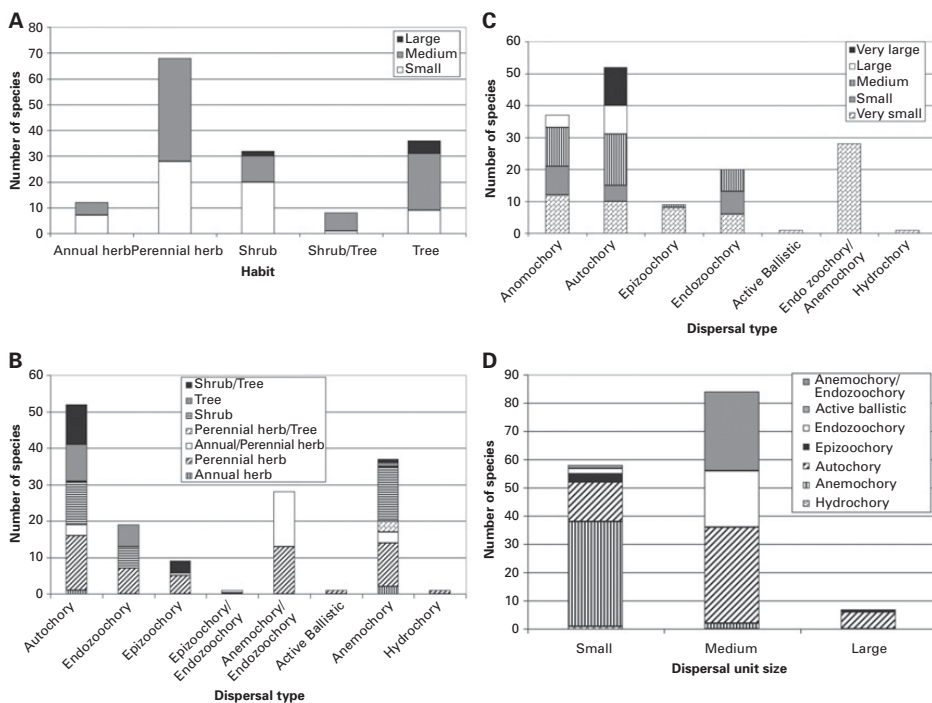 A
80
70
60
50
40
30
20
10
0
Number of species
Large
Medium
Small
Annual herb Perennial herb Shrub Shrub/Tree Tree
Habit
B
60
50
40
30
20
10
0
Number of species
Shrub/Tree
Tree
Shrub
Perennial herb/Tree
Annual/Perennial herb
Perennial herb
Annual herb
Autochory
Endozoochory
Epizoochory
Epizoochory/
Endozoochory
Anemochory/
Endozoochory
Active Ballistic
Anemochory
Hydrochory
Dispersal type
C
60
50
40
30
20
10
0
Number of species
Very large
Large
Medium
Small
Very small
Anomochory
Autochory
Epizoochory
Endozoochory
Active Ballistic
Endo zoochory/
Anemochory
Hydrochory
Dispersal type
D
90
80
70
60
50
40
30
20
10
0
Number of species
Anemochory/
Endozoochory
Active ballistic
Endozoochory
Epizoochory
Autochory
Anemochory
Hydrochory
Small Medium Large
Dispersal unit size